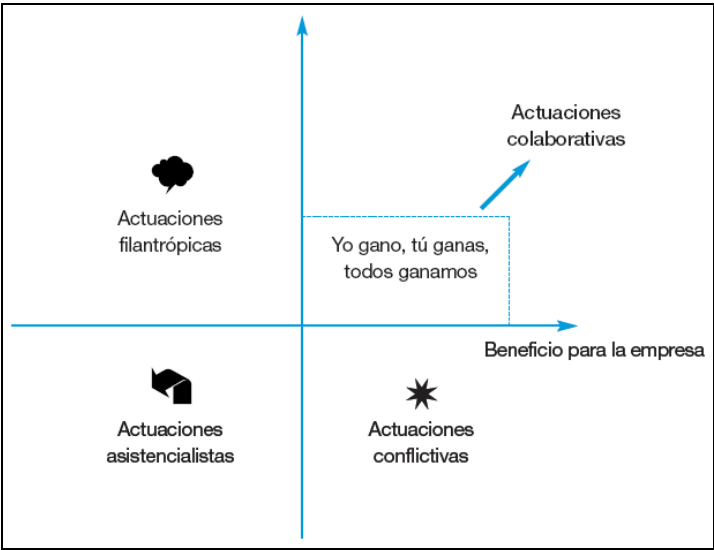 Actuaciones
colaborativas
Actuaciones
filantrópicas
Yo gano, tú ganas,
todos ganamos
Beneficio para la empresa
Actuaciones
asistencialistas
Actuaciones
conflictivas